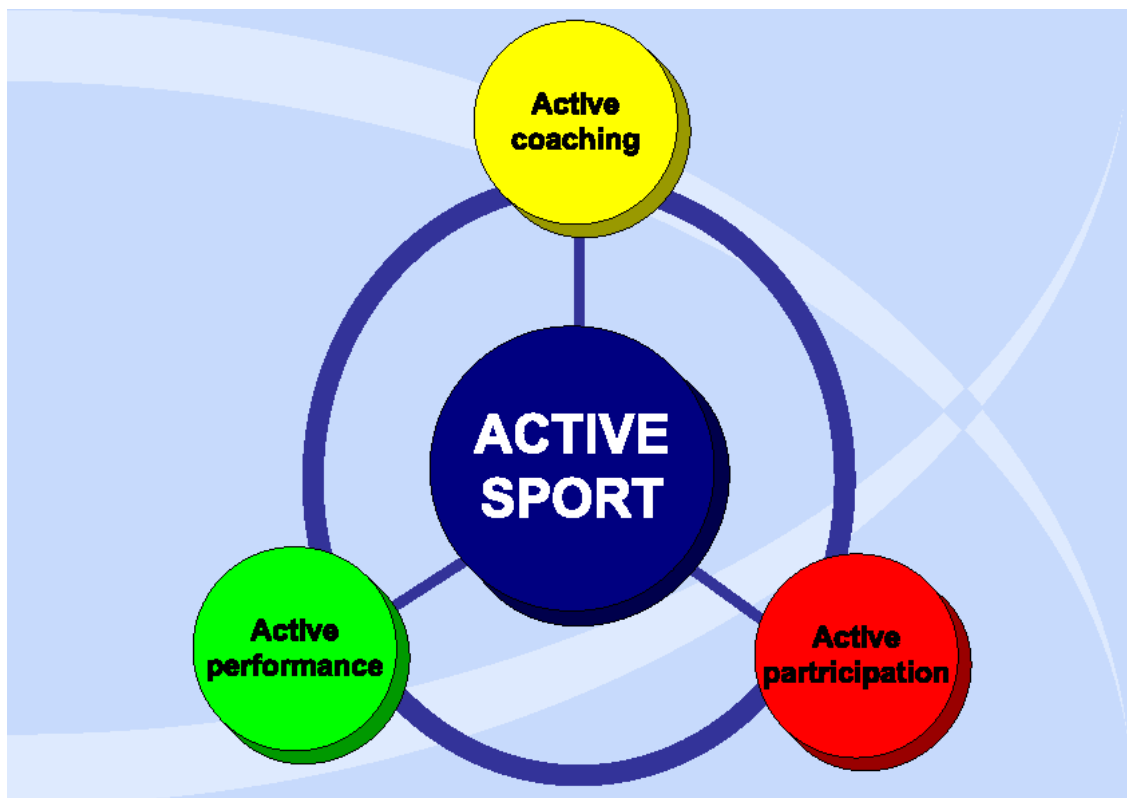 Active
coaching
ACTIVE
SPORT
Active
performance
Active
partricipation